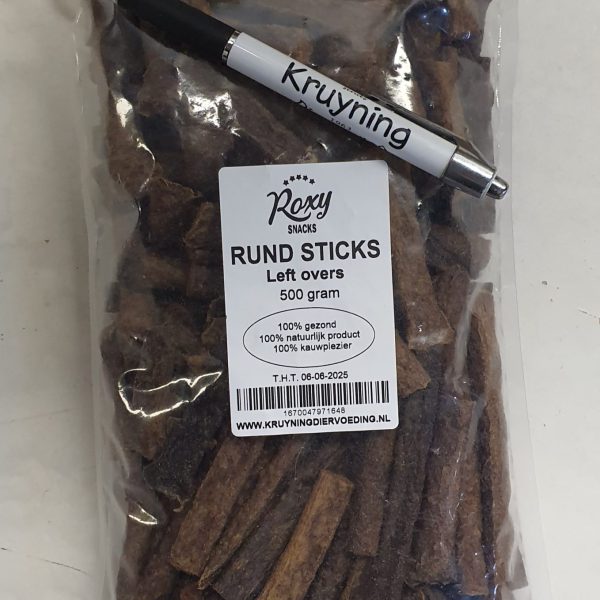 Kruyning
Roxy
SNACKS
RUND STICKS
Left overs
500 gram
100% gezond
100% natuurlijk product
100% kauwplezier
T.H.T. 06-06-2025
1670047971648
WWW.KRUYNINGDIERVOEDING.NL